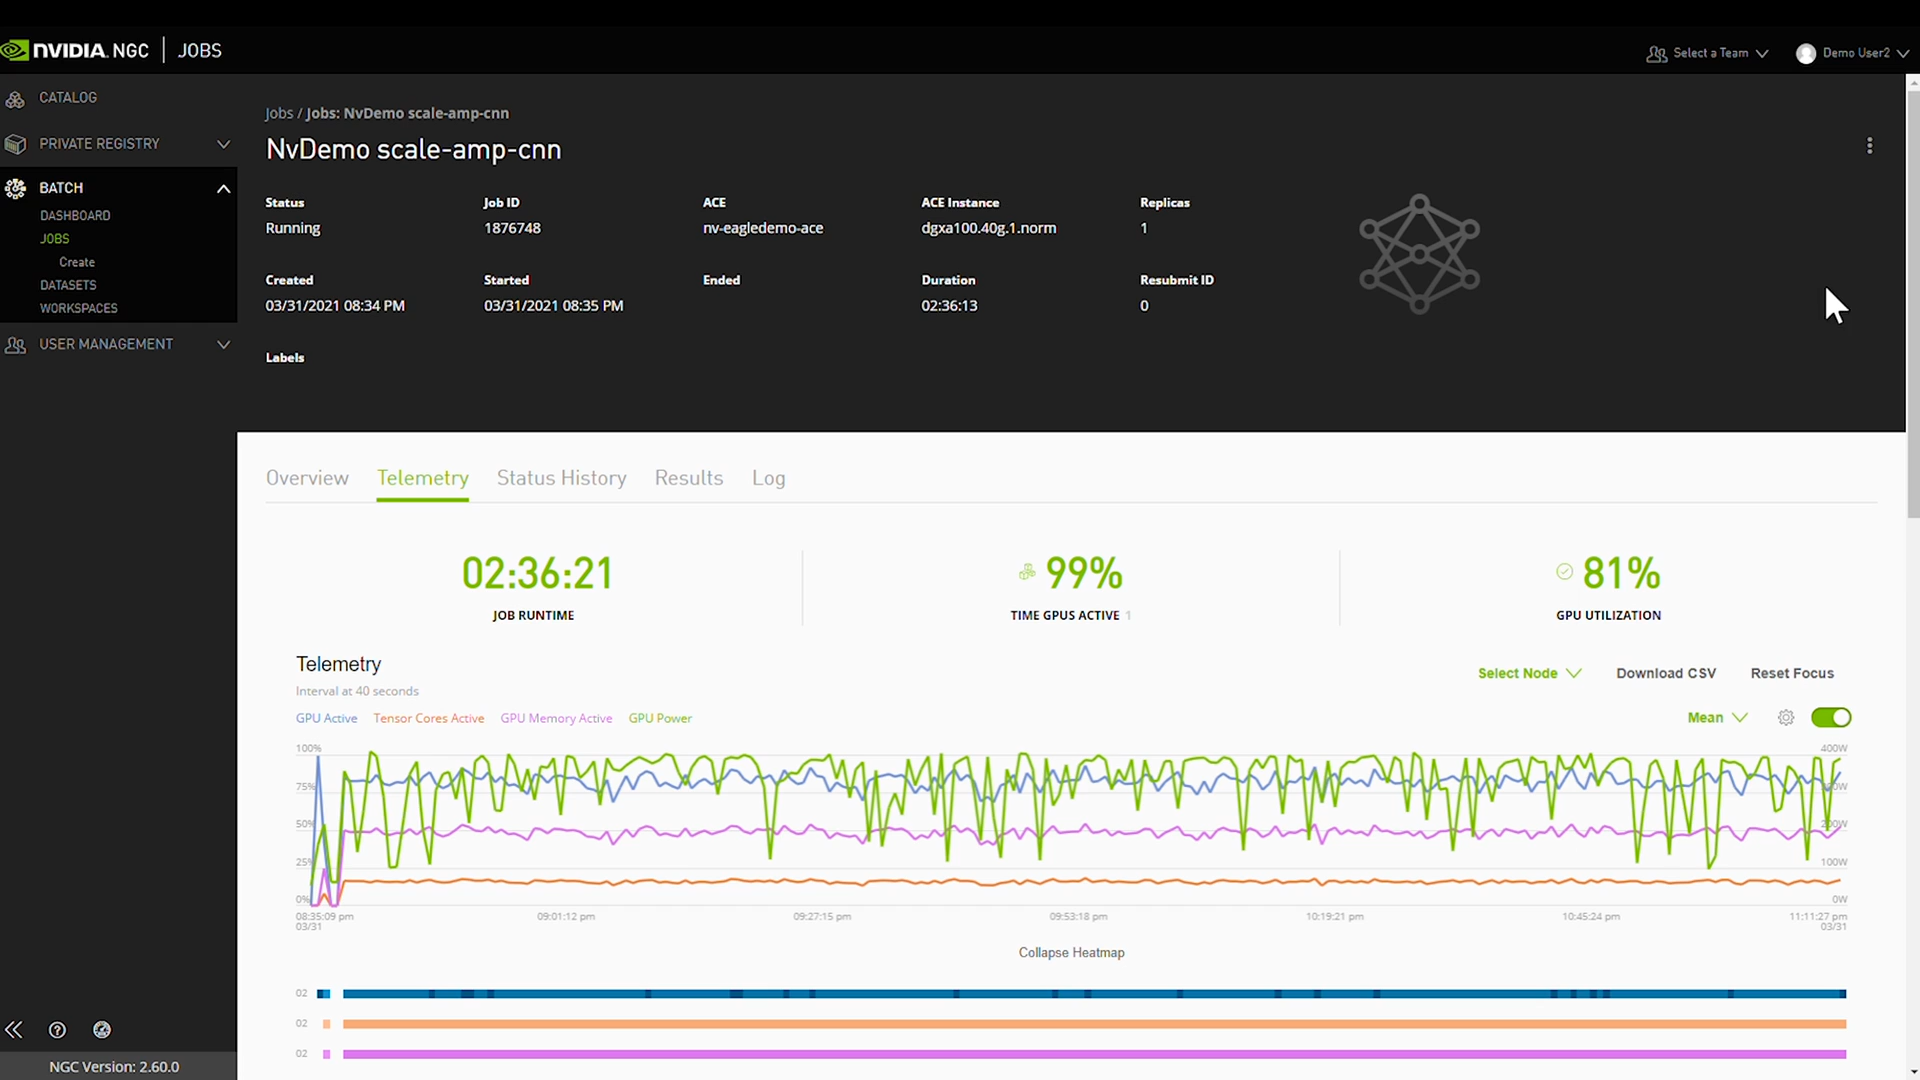 NVIDIA. NGC | JOBS
Select a Team
Demo User2
CATALOG
PRIVATE REGISTRY
BATCH
DASHBOARD
JOBS
Create
DATASETS
WORKSPACES
USER MANAGEMENT
Jobs / Jobs: NvDemo scale-amp-cnn
NvDemo scale-amp-cnn
Status
Job ID
ACE
ACE Instance
Replicas
Running
1876748
nv-eagledemo-ace
dgxa100.40g.1.norm
1
Created
Started
Ended
Duration
Resubmit ID
03/31/2021 08:34 PM
03/31/2021 08:35 PM
02:36:13
0
Labels
Overview
Telemetry
Status History
Results
Log
02:36:21
JOB RUNTIME
99%
TIME GPUS ACTIVE 1
81%
GPU UTILIZATION
Telemetry
Interval at 40 seconds
Select Node
Download CSV
Reset Focus
GPU Active
Tensor Cores Active
GPU Memory Active
GPU Power
Mean
100%
75%
50%
25%
0%
400W
200W
100W
0W
08:35:09 pm
03/31
09:01:12 pm
09:27:15 pm
09:53:18 pm
10:19:21 pm
10:45:24 pm
11:11:27 pm
03/31
Collapse Heatmap
02
02
02
NGC Version: 2.60.0